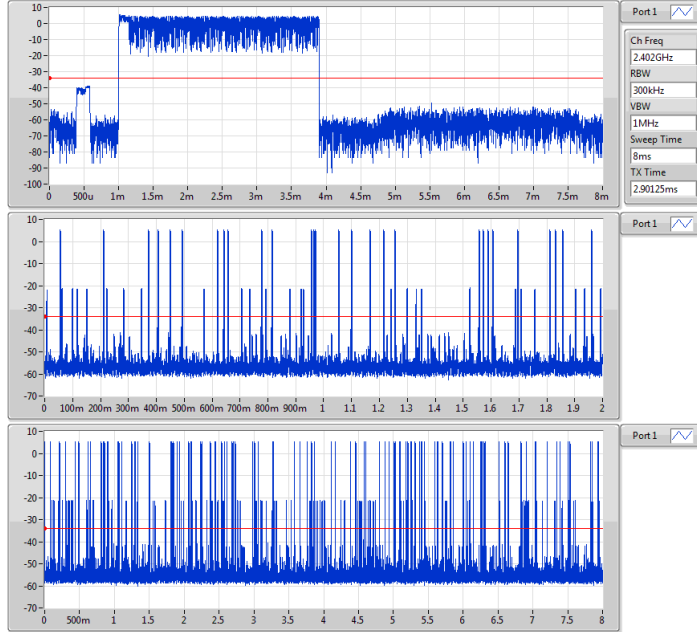 10
0
-10
-20
-30
-40
-50
-60
-70
-80
-90
-100
0 500u 1m 1.5m 2m 2.5m 3m 3.5m 4m 4.5m 5m 5.5m 6m 6.5m 7m 7.5m 8m
Port 1
Ch Freq
2.402GHz
RBW
300kHz
VBW
1MHz
Sweep Time
8ms
TX Time
2.90125ms
10
0
-10
-20
-30
-40
-50
-60
-70
0 100m 200m 300m 400m 500m 600m 700m 800m 900m 1 1.1 1.2 1.3 1.4 1.5 1.6 1.7 1.8 1.9 2
Port 1
10
0
-10
-20
-30
-40
-50
-60
-70
0 500m 1 1.5 2 2.5 3 3.5 4 4.5 5 5.5 6 6.5 7 7.5 8
Port 1